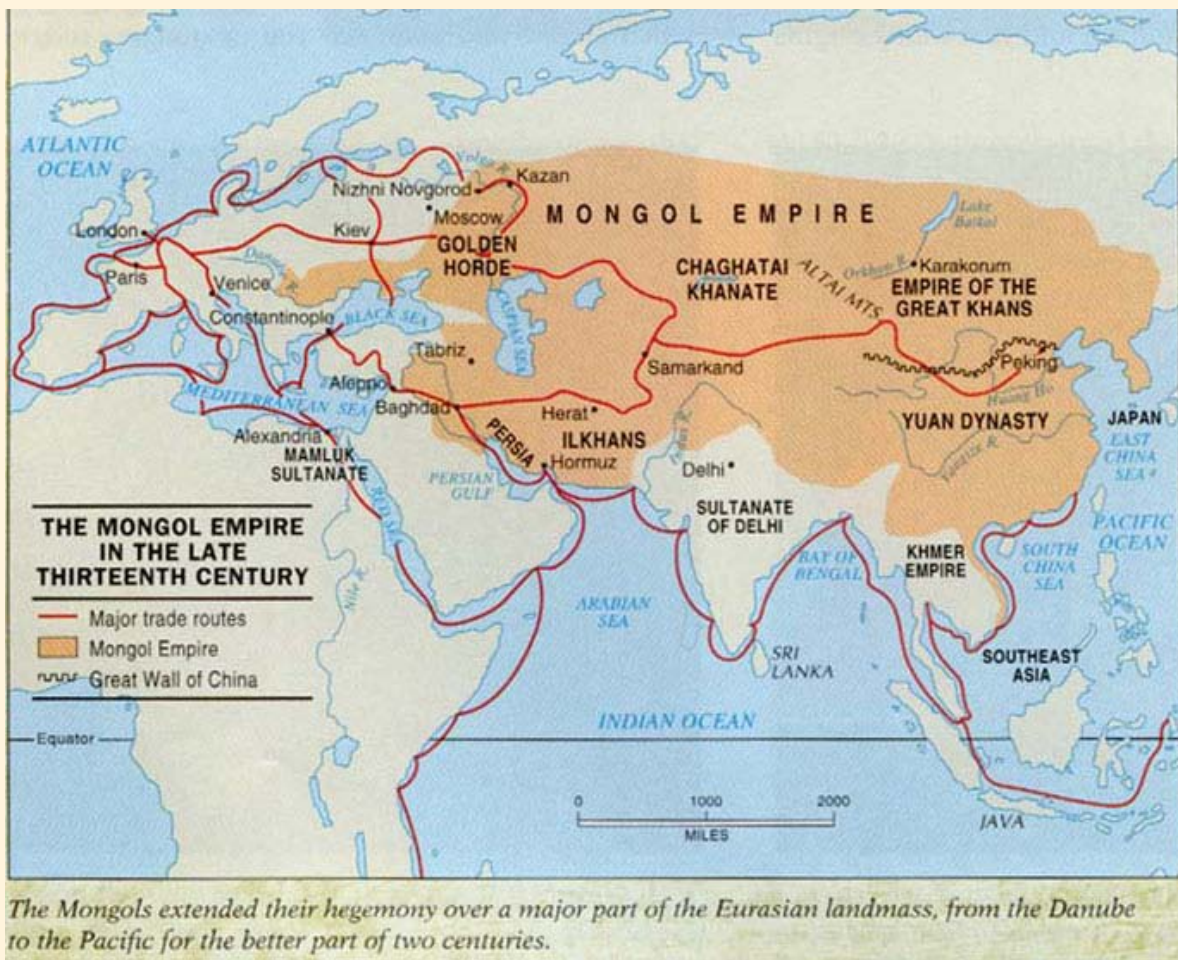 ATLANTIC
OCEAN
Volga R.
Kazan
Nizhni Novgorod
Moscow
MONGOL EMPIRE
Lake
Baikal
London
Kiev
GOLDEN
HORDE
Paris
Danube R.
Venice
CHAGHATAI
KHANATE
ALTAI MTS
Orkhon R.
Karakorum
EMPIRE OF THE
GREAT KHANS
Constantinople
BLACK SEA
CASPIAN SEA
Tabriz
Samarkand
Peking
Aleppo
MEDITERRANEAN SEA
Baghdad
Herat
Huang Ho
Alexandria
MAMLUK
SULTANATE
PERSIA
ILKHANS
Hormuz
Indus R.
Delhi
YUAN DYNASTY
Yangtze R.
JAPAN
EAST
CHINA
SEA
PERSIAN
GULF
RED SEA
SULTANATE
OF DELHI
PACIFIC
OCEAN
THE MONGOL EMPIRE
IN THE LATE
THIRTEENTH CENTURY
Major trade routes
Mongol Empire
Great Wall of China
NILE R.
ARABIAN
SEA
BAY OF
BENGAL
KHMER
EMPIRE
SOUTH
CHINA
SEA
SRI
LANKA
SOUTHEAST
ASIA
INDIAN OCEAN
Equator
0 1000 2000
MILES
JAVA
The Mongols extended their hegemony over a major part of the Eurasian landmass, from the Danube
to the Pacific for the better part of two centuries.